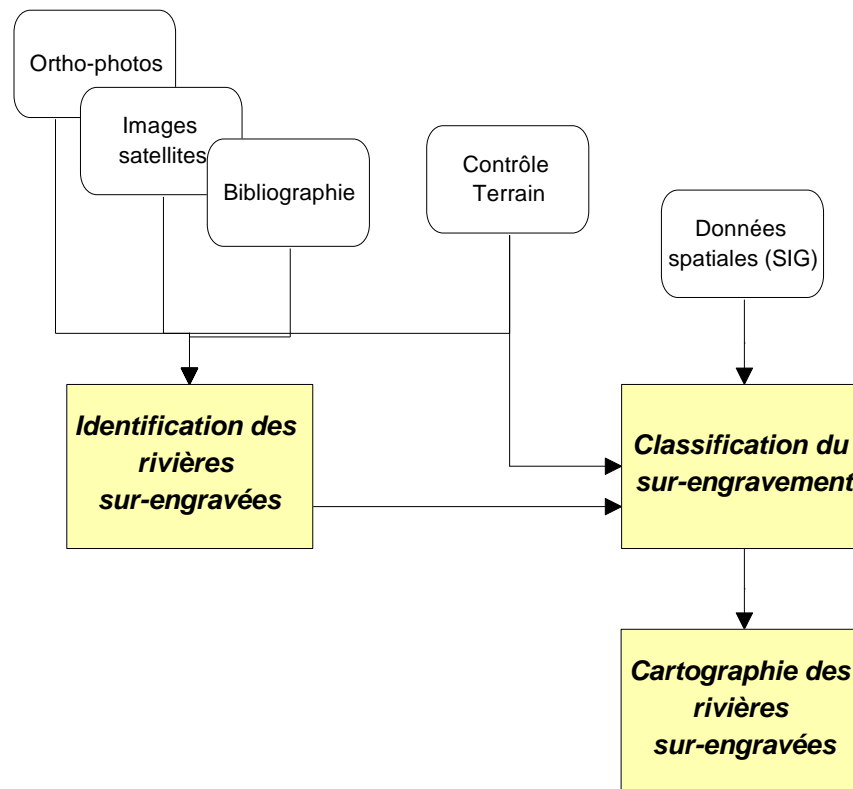 Ortho-photos
Images
satellites
Bibliographie
Contrôle
Terrain
Données
spatiales (SIG)
Identification des
rivières
sur-engravées
Classification du
sur-engravement
Cartographie des
rivières
sur-engravées